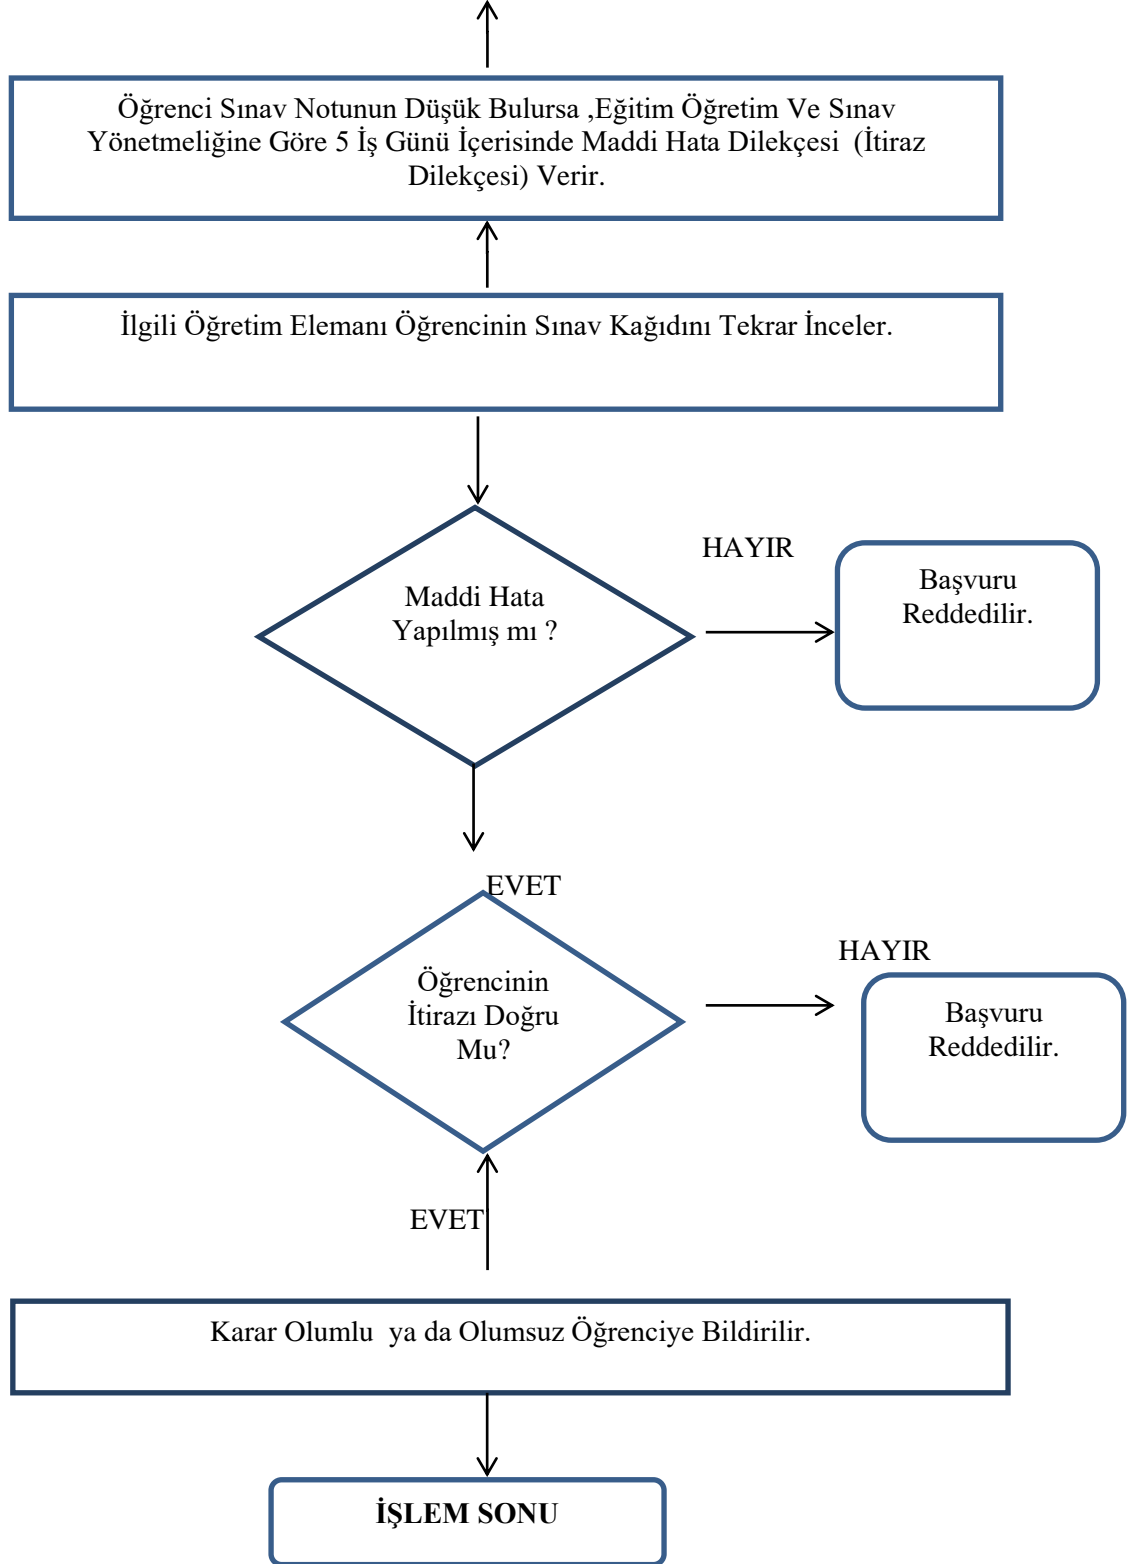 Öğrenci Sınav Notunun Düşük Bulursa ,Eğitim Öğretim Ve Sınav
Yönetmeliğine Göre 5 İş Günü İçerisinde Maddi Hata Dilekçesi (İtiraz
Dilekçesi) Verir.
İlgili Öğretim Elemanı Öğrencinin Sınav Kağıdını Tekrar İnceler.
Maddi Hata
Yapılmış mı ?
HAYIR
Başvuru
Reddedilir.
EVET
Öğrencinin
İtirazı Doğru
Mu?
HAYIR
Başvuru
Reddedilir.
EVET
Karar Olumlu ya da Olumsuz Öğrenciye Bildirilir.
İŞLEM SONU